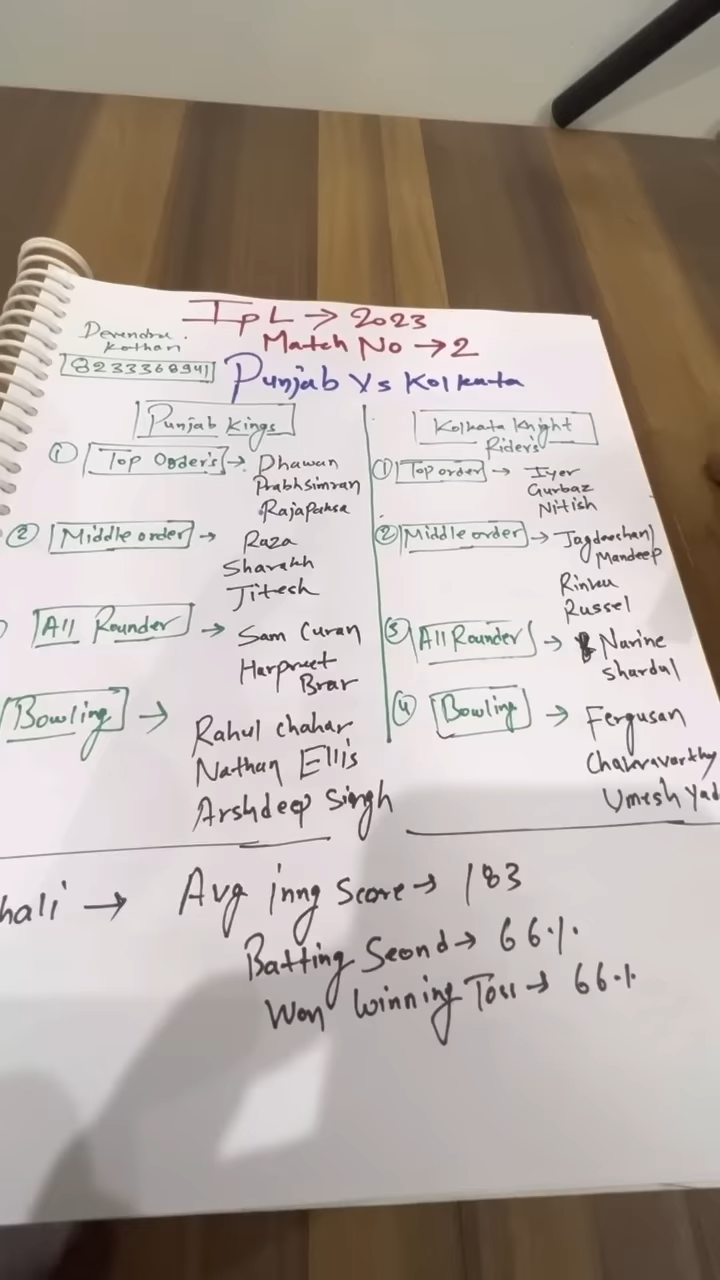 IpL → 2023
Match No → 2
Devendra.
Kothari
8233368941
Punjab Vs Kolkata
Punjab Kings
① Top Order's → Dhawan
Prabhsimran
Rajapaksa
② Middle order → Raza
Sharukh
Jitesh
All Rounder → Sam Curan
Harpreet
Brar
Bowling → Rahul Chahar
Nathan Ellis
Arshdeep Singh
Kolkata Knight
Rider's
① Top order → Iyer
Gurbaz
Nitish
② Middle order → Jagdeeshan
Mandeep
Rinku
Russel
③ All Rounder → Narine
Shardul
④ Bowling → Fergusan
Chakravarthy
Umesh Yad
hali → Avg inng Score → 183
Batting Seond → 66%
Won winning Toss → 66%